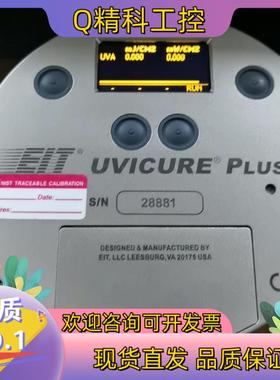 Q精科工控
mJ/CM2 mW/CM2
UVA 0.000 0.000
RUN
EIT UVICURE® PLUS
NIST TRACEABLE CALIBRATION
Date:
ires:
S/N 28881
DESIGNED & MANUFACTURED BY
EIT, LLC LEESBURG, VA 20175 USA
质
O.1
欢迎咨询可开发票
现货直发 品质保证